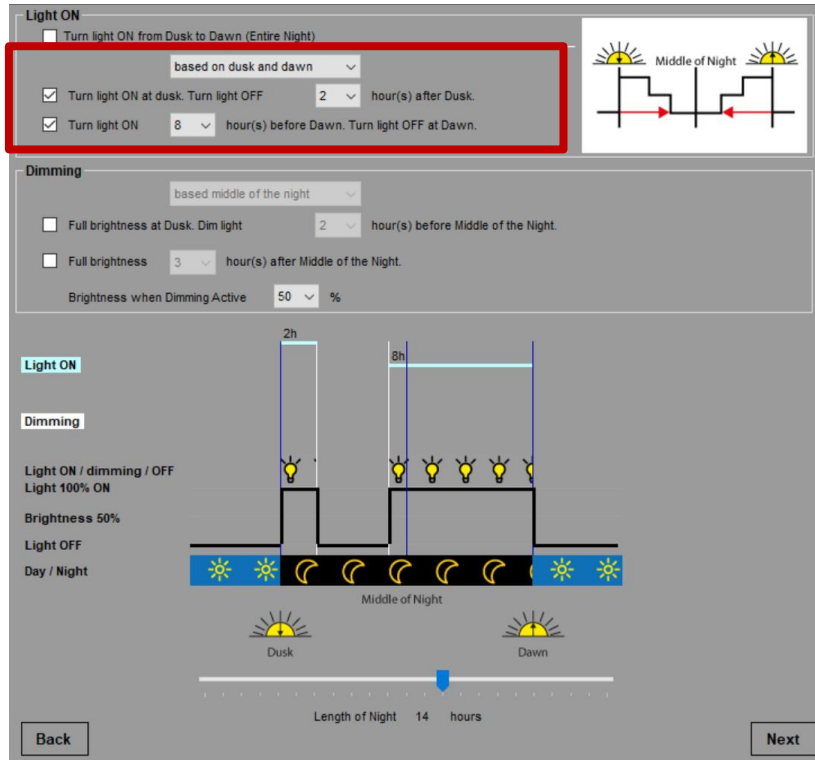 Light ON
Turn light ON from Dusk to Dawn (Entire Night)
based on dusk and dawn
Turn light ON at dusk. Turn light OFF 2 hour(s) after Dusk.
Turn light ON 8 hour(s) before Dawn. Turn light OFF at Dawn.
Middle of Night
Dimming
based middle of the night
Full brightness at Dusk. Dim light 2 hour(s) before Middle of the Night.
Full brightness 3 hour(s) after Middle of the Night.
Brightness when Dimming Active 50 %
2h
8h
Light ON
Dimming
Light ON / dimming / OFF
Light 100% ON
Brightness 50%
Light OFF
Day / Night
Middle of Night
Dusk Dawn
Length of Night 14 hours
Back Next